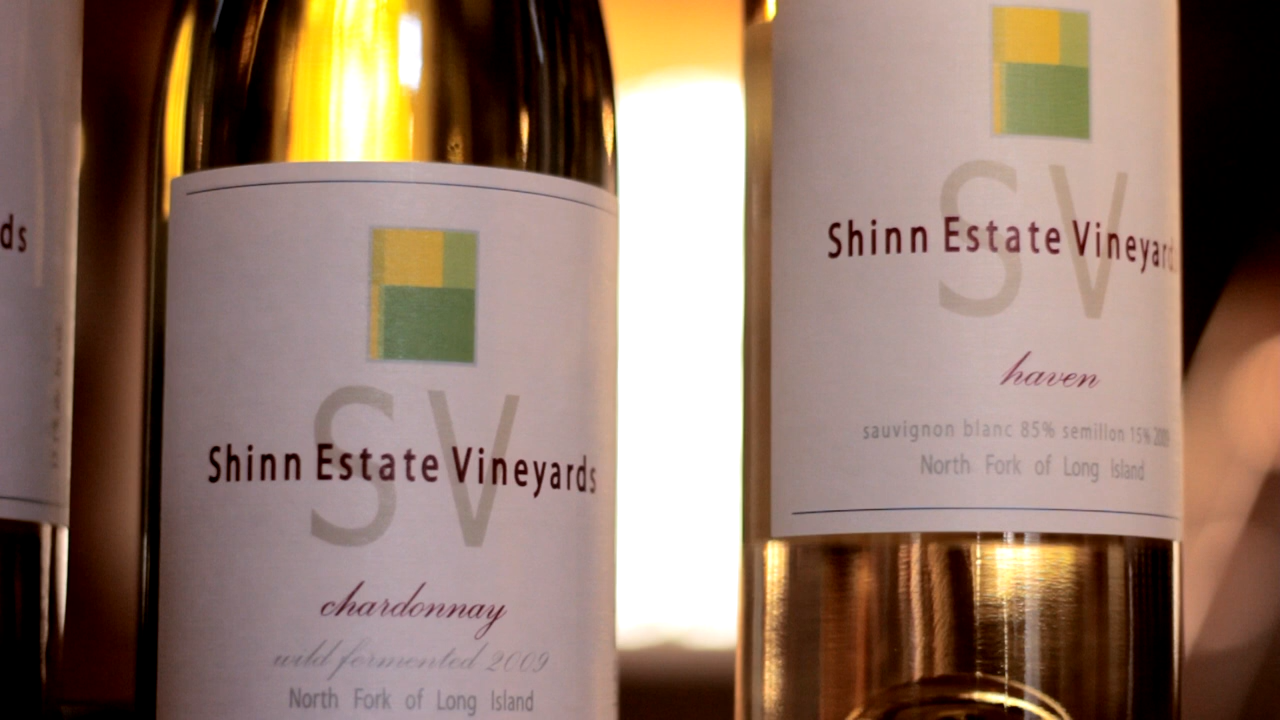 ds
SV
Shinn Estate Vineyards
chardonnay
wild fermented 2009
North Fork of Long Island
SV
Shinn Estate Vineyard
haven
sauvignon blanc 85% semillon 15% 2009
North Fork of Long Island